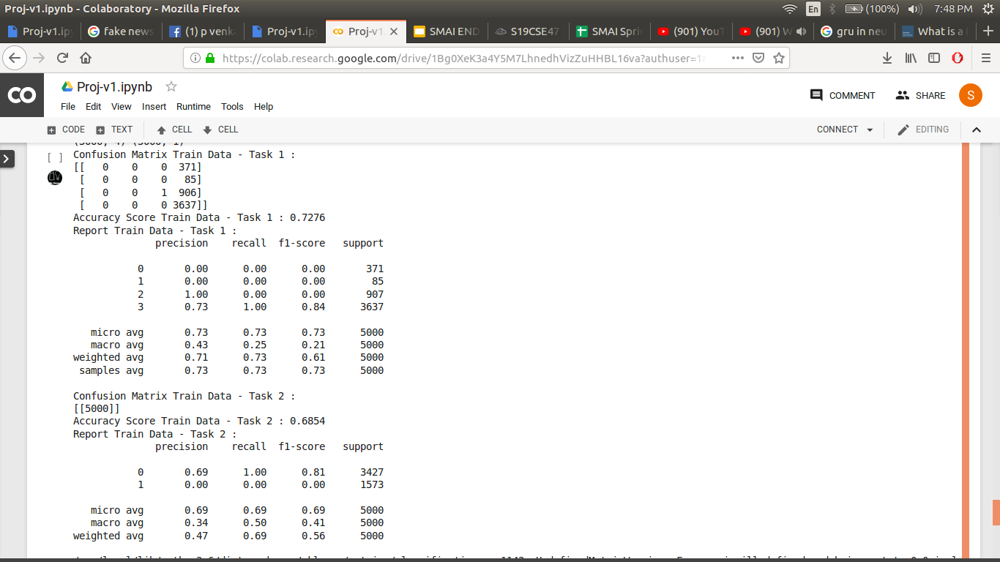 Proj-v1.ipynb - Colaboratory - Mozilla Firefox
En (100%) 7:48 PM
Proj-v1.ip fake news (1) p venk Proj-v1.ip Proj-v1 SMAI END S19CSE47 SMAI Spri (901) YouT (901) W gru in neu What is a
https://colab.research.google.com/drive/1Bg0XeK3a4Y5M7LhnedhVizZuHHBL16va?authuser=1
CO
Proj-v1.ipynb
COMMENT SHARE S
File Edit View Insert Runtime Tools Help
CODE TEXT CELL CELL CONNECT EDITING
[ ] Confusion Matrix Train Data - Task 1 :
[[ 0 0 0 371]
[ 0 0 0 85]
[ 0 0 1 906]
[ 0 0 0 3637]]
Accuracy Score Train Data - Task 1 : 0.7276
Report Train Data - Task 1 :
precision recall f1-score support
0 0.00 0.00 0.00 371
1 0.00 0.00 0.00 85
2 1.00 0.00 0.00 907
3 0.73 1.00 0.84 3637
micro avg 0.73 0.73 0.73 5000
macro avg 0.43 0.25 0.21 5000
weighted avg 0.71 0.73 0.61 5000
samples avg 0.73 0.73 0.73 5000
Confusion Matrix Train Data - Task 2 :
[[5000]]
Accuracy Score Train Data - Task 2 : 0.6854
Report Train Data - Task 2 :
precision recall f1-score support
0 0.69 1.00 0.81 3427
1 0.00 0.00 0.00 1573
micro avg 0.69 0.69 0.69 5000
macro avg 0.34 0.50 0.41 5000
weighted avg 0.47 0.69 0.56 5000